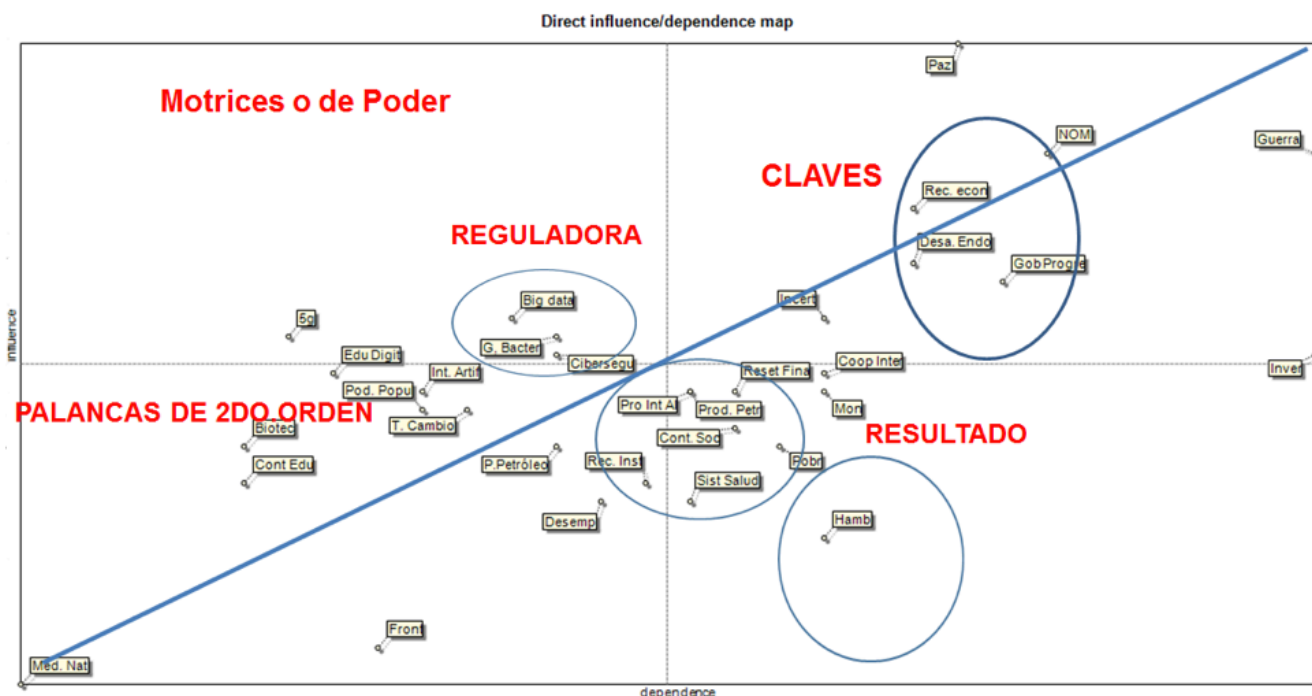 Direct influence/dependence map
Paz
Motrices o de Poder
NOM
Guerra
CLAVES
Rec. econ
REGULADORA
Desa. Endo
Gob Progre
Big data
Incert
5g
influence
G, Bacter
Edu Digit
Cibersegu
Coop Inter
Inver
Int. Artif
Reset Fina
Pod. Popu
PALANCAS DE 2DO.ORDEN
Pro Int Al
Prod. Petr
Mon
T. Cambio
Biotec
Cont. Soc
RESULTADO
Cont Edu
P.Petróleo
Rec. Inst
Pobr
Sist Salud
Desemp
Hamb
Front
Med. Nat
dependence